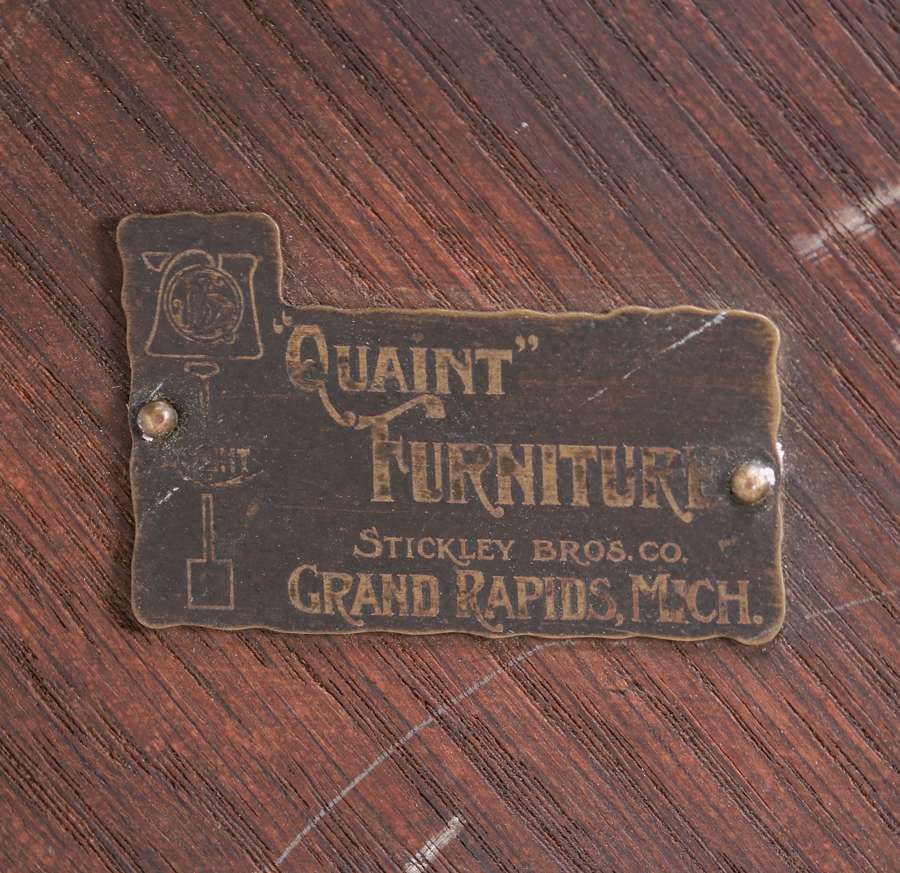 "QUAINT"
FURNITURE
STICKLEY BROS. CO.
GRAND RAPIDS, MICH.